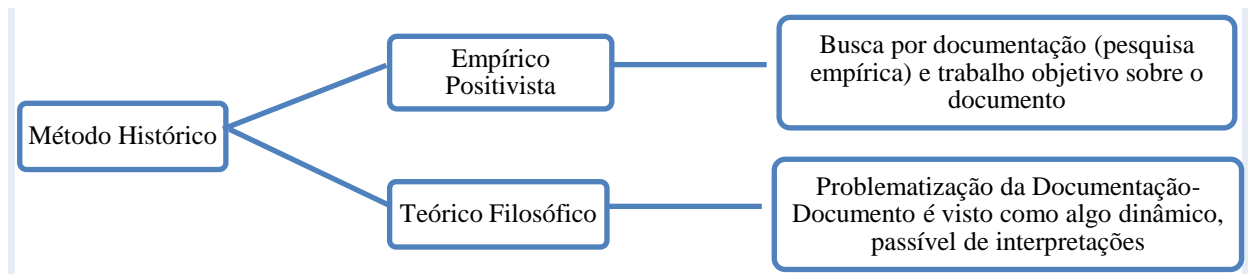 Método Histórico
Empírico
Positivista
Busca por documentação (pesquisa
empírica) e trabalho objetivo sobre o
documento
Teórico Filosófico
Problematização da Documentação-
Documento é visto como algo dinâmico,
passível de interpretações